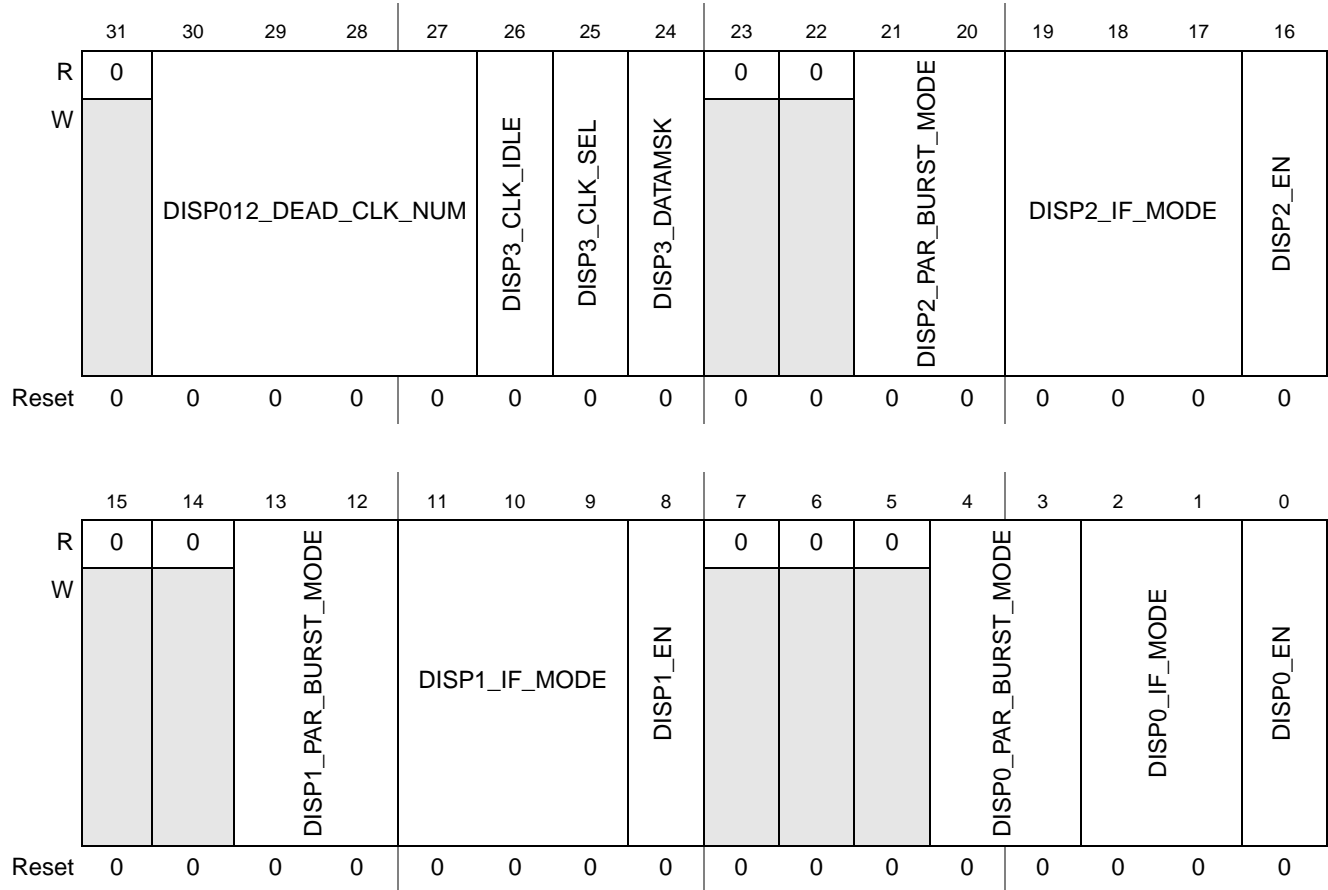 31 30 29 28 27 26 25 24 23 22 21 20 19 18 17 16
R 0 0 0
W
DISP012_DEAD_CLK_NUM
DISP3_CLK_IDLE
DISP3_CLK_SEL
DISP3_DATAMSK
DISP2_PAR_BURST_MODE
DISP2_IF_MODE
DISP2_EN
Reset 0 0 0 0 0 0 0 0 0 0 0 0 0 0 0 0
15 14 13 12 11 10 9 8 7 6 5 4 3 2 1 0
R 0 0 0 0 0
W
DISP1_PAR_BURST_MODE
DISP1_IF_MODE
DISP1_EN
DISP0_PAR_BURST_MODE
DISP0_IF_MODE
DISP0_EN
Reset 0 0 0 0 0 0 0 0 0 0 0 0 0 0 0 0